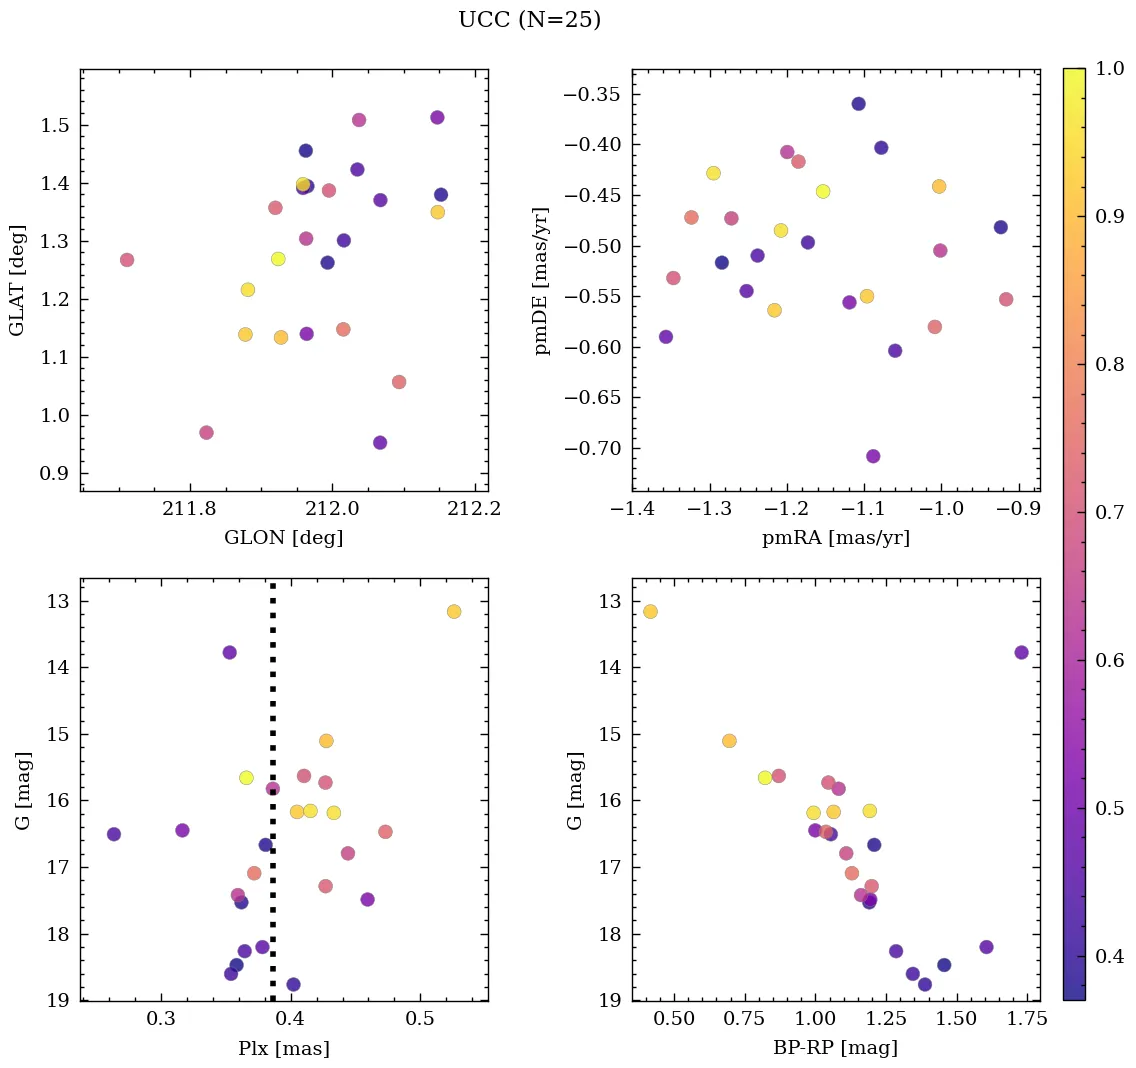 UCC (N=25)
1.5
1.4
1.3
1.2
1.1
1.0
0.9
GLAT [deg]
211.8 212.0 212.2
GLON [deg]
−0.35
−0.40
−0.45
−0.50
−0.55
−0.60
−0.65
−0.70
pmDE [mas/yr]
−1.4 −1.3 −1.2 −1.1 −1.0 −0.9
pmRA [mas/yr]
13
14
15
16
17
18
19
G [mag]
0.3 0.4 0.5
Plx [mas]
13
14
15
16
17
18
19
G [mag]
0.50 0.75 1.00 1.25 1.50 1.75
BP-RP [mag]
1.0
0.9
0.8
0.7
0.6
0.5
0.4